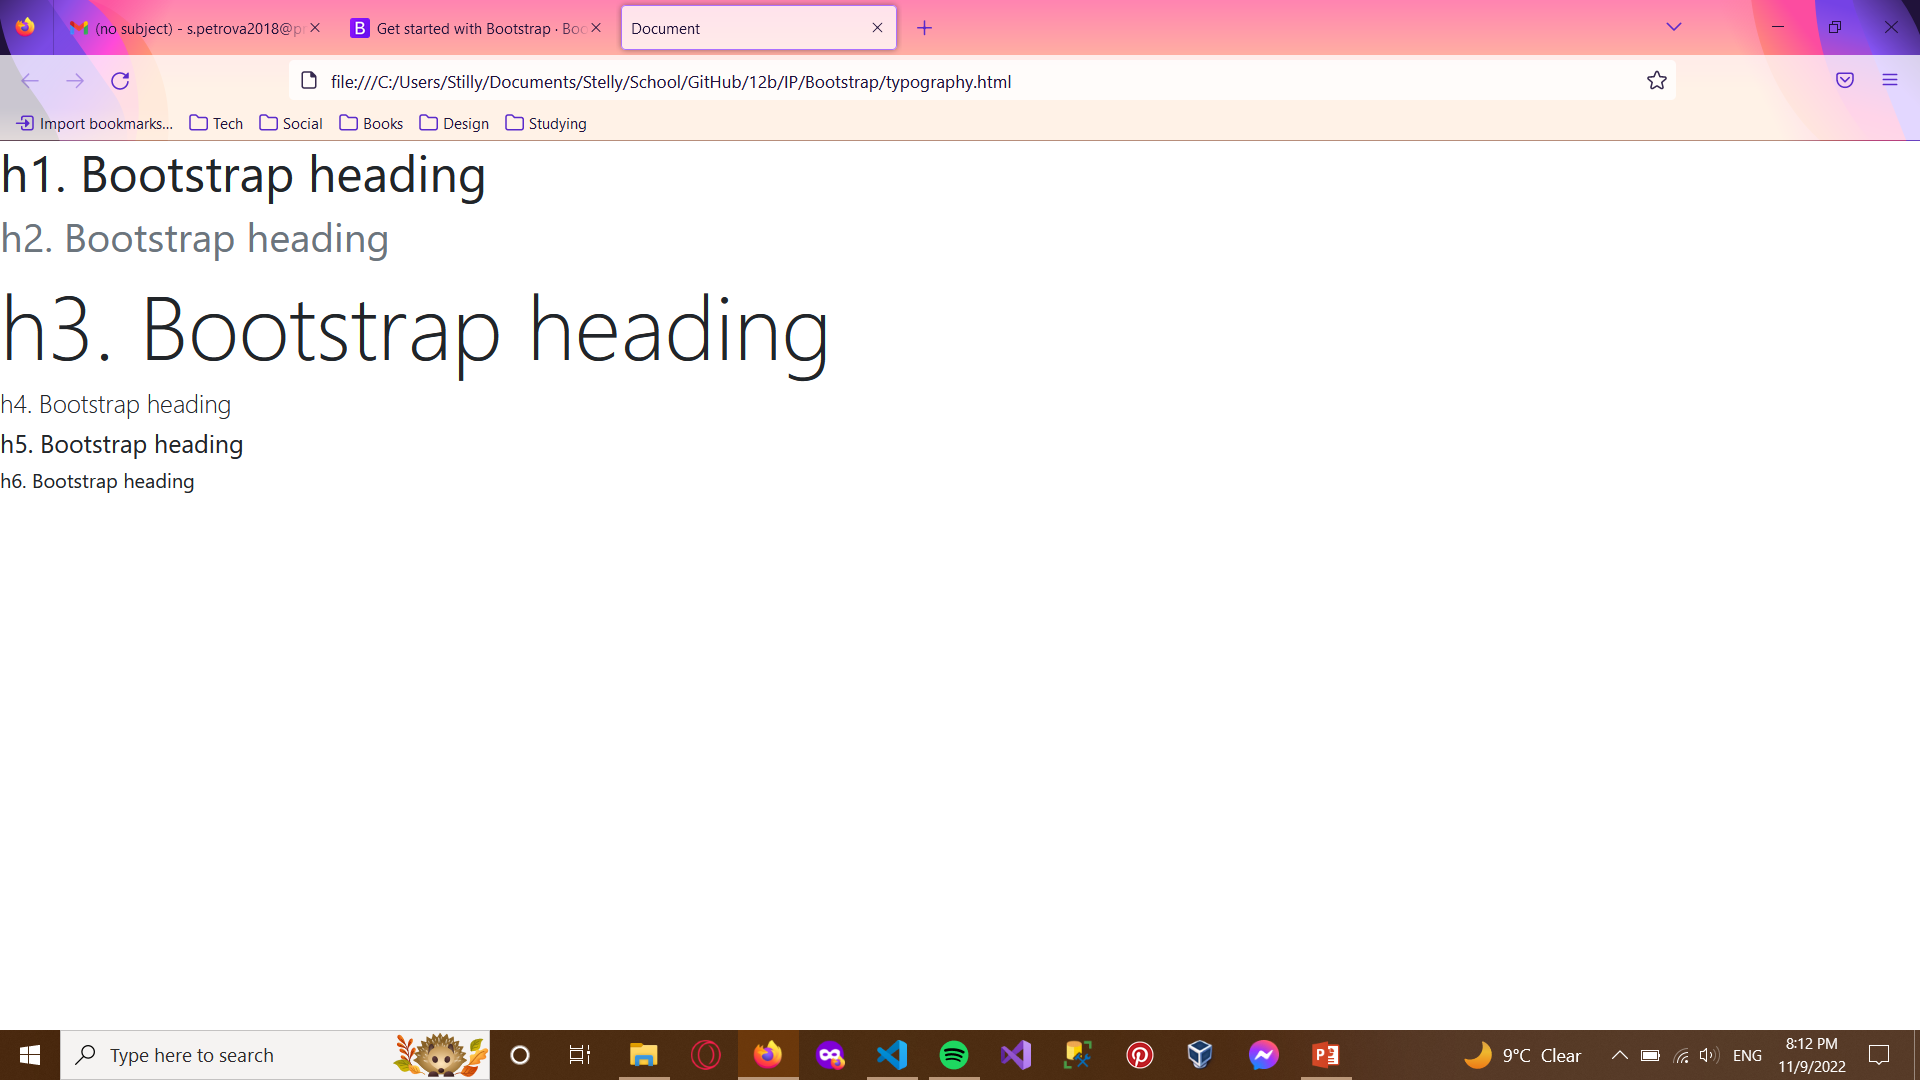 (no subject) - s.petrova2018@p
Get started with Bootstrap · Boo
Document
file:///C:/Users/Stilly/Documents/Stelly/School/GitHub/12b/IP/Bootstrap/typography.html
Import bookmarks...
Tech
Social
Books
Design
Studying
h1. Bootstrap heading
h2. Bootstrap heading
h3. Bootstrap heading
h4. Bootstrap heading
h5. Bootstrap heading
h6. Bootstrap heading
Type here to search
9°C Clear
ENG
8:12 PM
11/9/2022